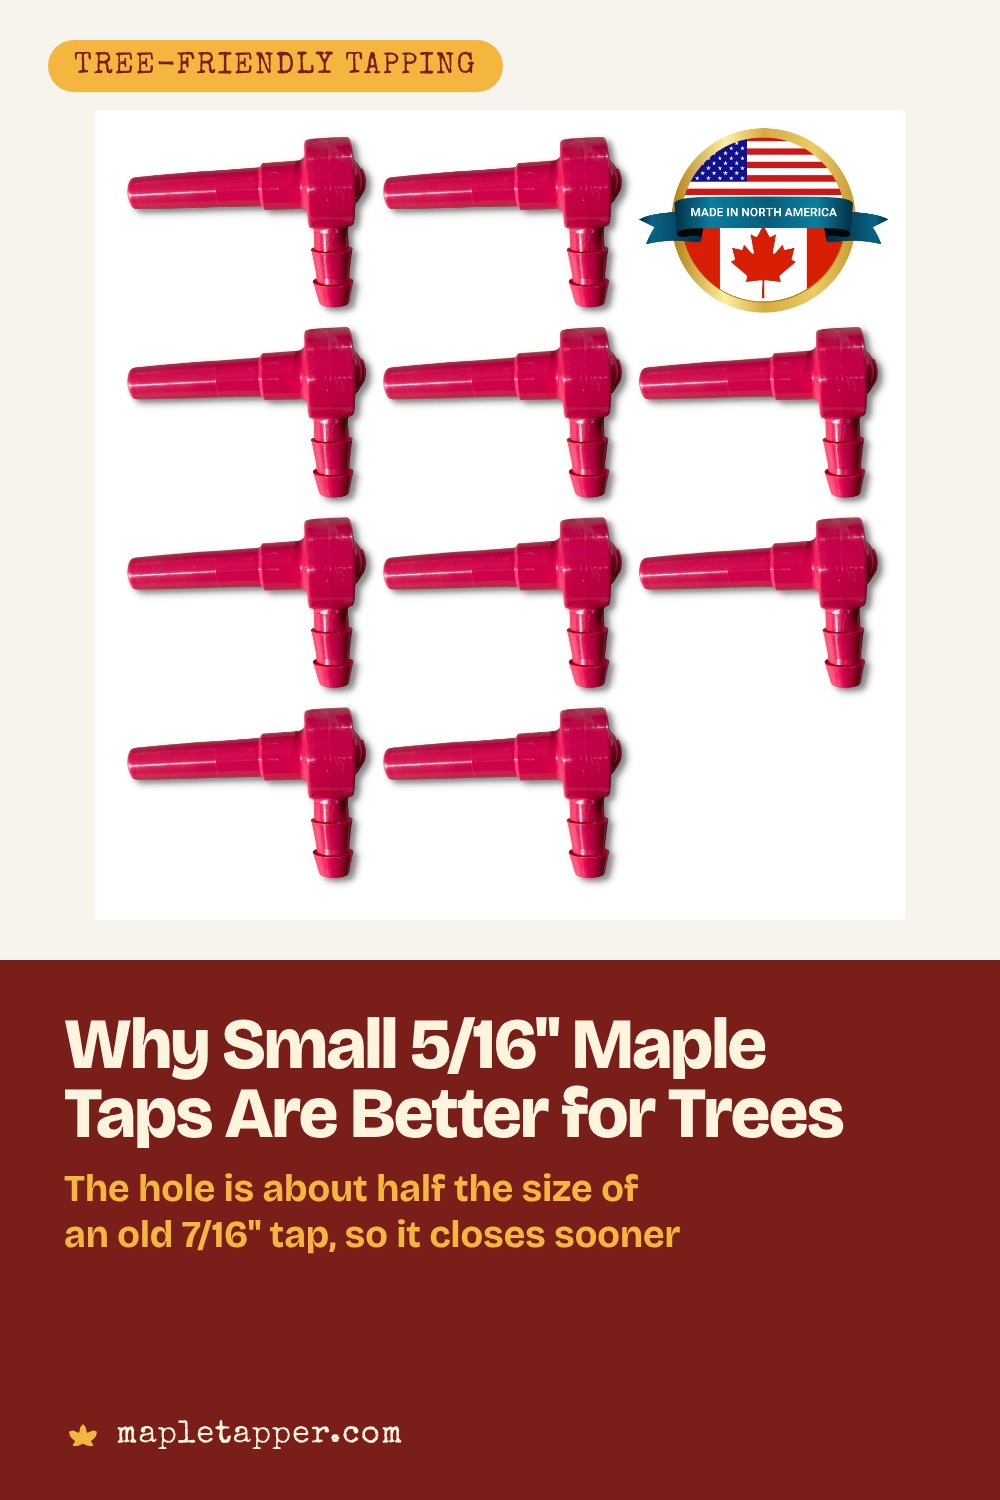 TREE-FRIENDLY TAPPING
MADE IN NORTH AMERICA
Why Small 5/16" Maple
Taps Are Better for Trees
The hole is about half the size of
an old 7/16" tap, so it closes sooner
mapletapper.com